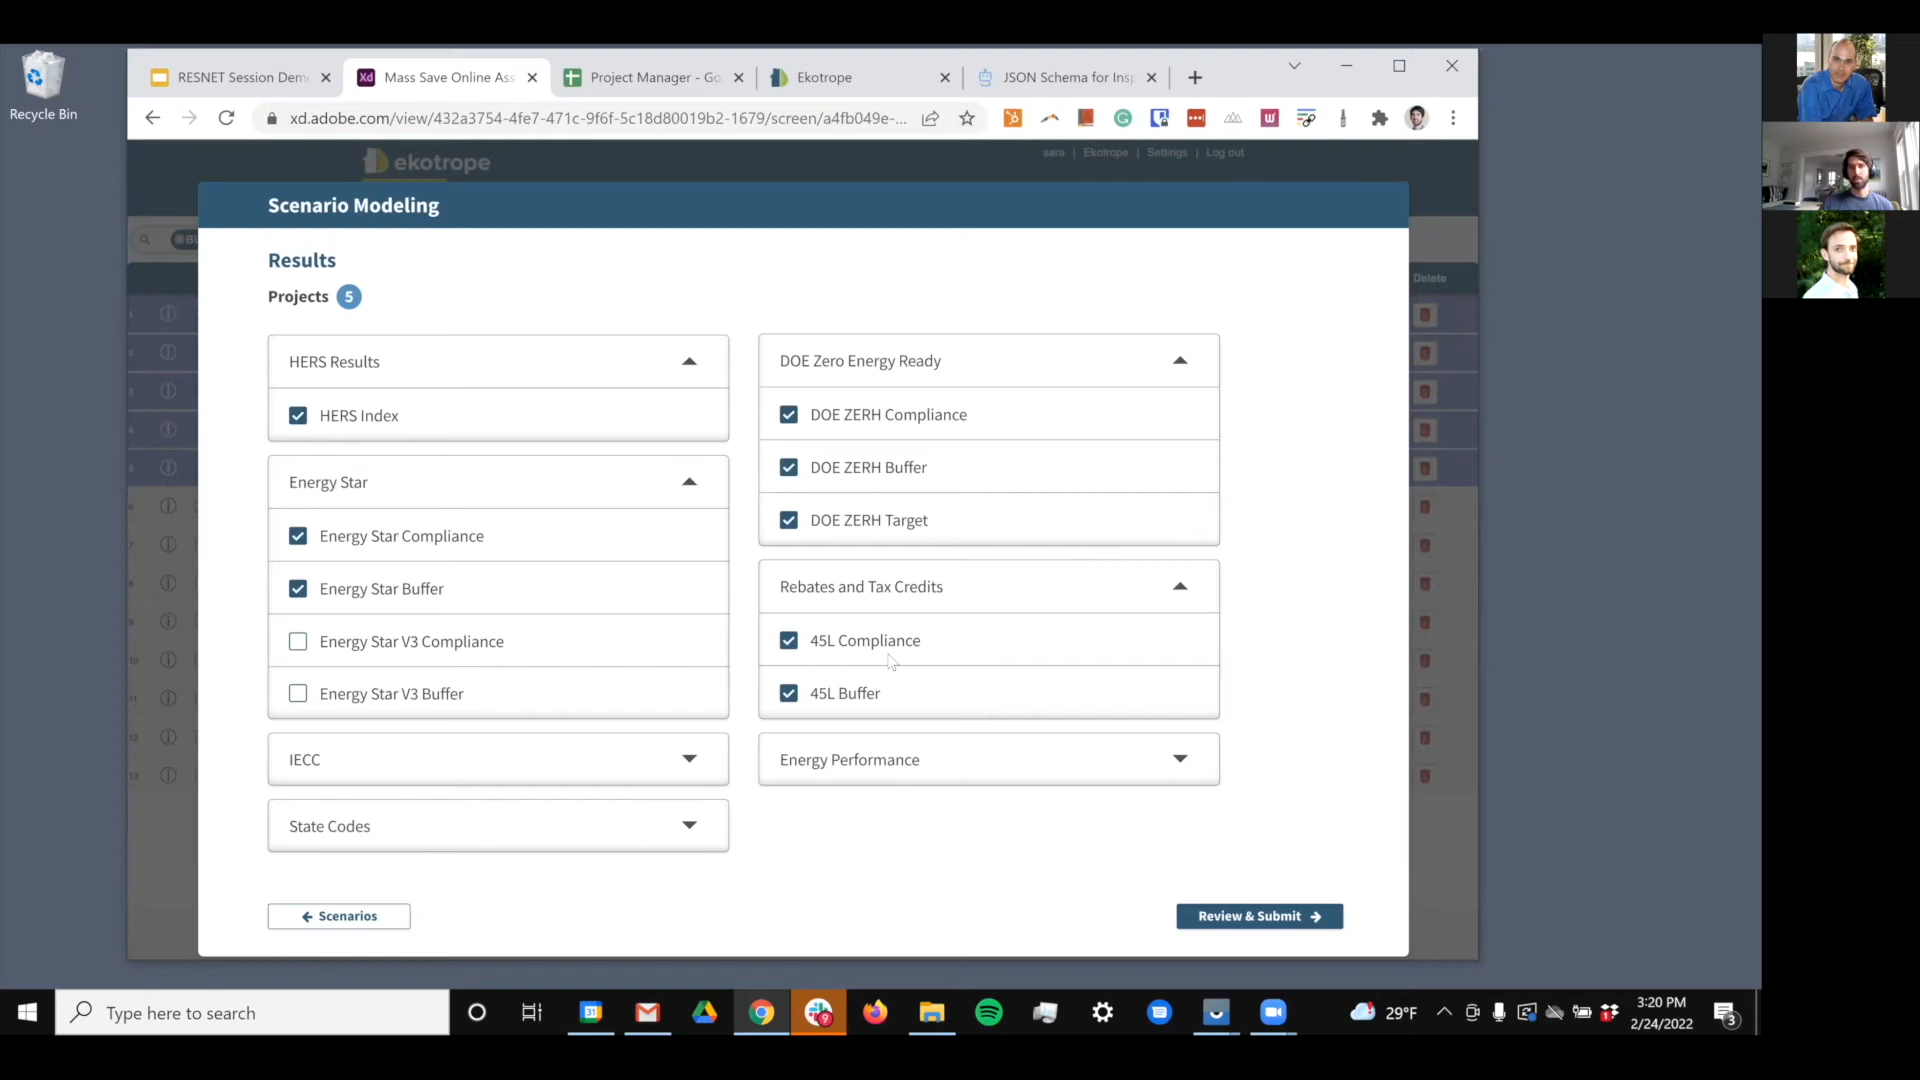 Recycle Bin
RESNET Session Dem
Mass Save Online Ass
Project Manager - Go
Ekotrope
JSON Schema for Insp
xd.adobe.com/view/432a3754-4fe7-471c-9f6f-5c18d80019b2-1679/screen/a4fb049e-...
ekotrope
sara | Ekotrope | Settings | Log out
Scenario Modeling
Results
Projects 5
HERS Results
HERS Index
Energy Star
Energy Star Compliance
Energy Star Buffer
Energy Star V3 Compliance
Energy Star V3 Buffer
IECC
State Codes
DOE Zero Energy Ready
DOE ZERH Compliance
DOE ZERH Buffer
DOE ZERH Target
Rebates and Tax Credits
45L Compliance
45L Buffer
Energy Performance
Scenarios
Review & Submit
Delete
Type here to search
29°F
3:20 PM
2/24/2022
3